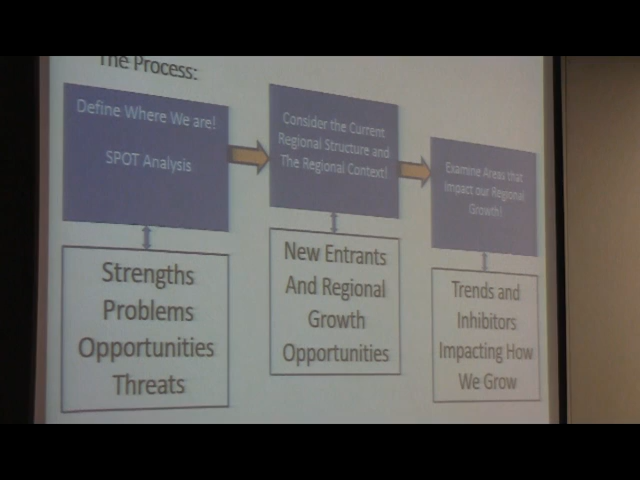 The Process:
Define Where We are!
SPOT Analysis
Consider the Current
Regional Structure and
The Regional Context!
Examine Areas that
Impact our Regional
Growth!
Strengths
Problems
Opportunities
Threats
New Entrants
And Regional
Growth
Opportunities
Trends and
Inhibitors
Impacting How
We Grow